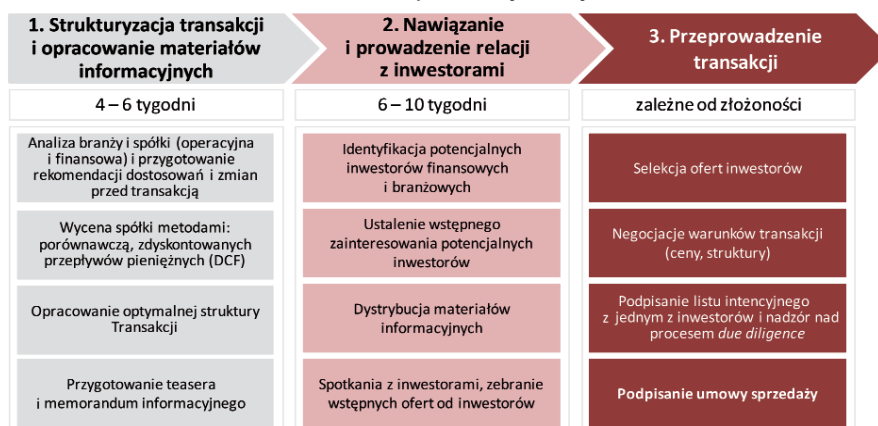 1. Strukturyzacja transakcji
i opracowanie materiałów
informacyjnych
2. Nawiązanie
i prowadzenie relacji
z inwestorami
3. Przeprowadzenie
transakcji
4 – 6 tygodni
6 – 10 tygodni
zależne od złożoności
Analiza branży i spółki (operacyjna
i finansowa) i przygotowanie
rekomendacji dostosowań i zmian
przed transakcją
Wycena spółki metodami:
porównawczą, zdyskontowanych
przepływów pieniężnych (DCF)
Opracowanie optymalnej struktury
Transakcji
Przygotowanie teasera
i memorandum informacyjnego
Identyfikacja potencjalnych
inwestorów finansowych
i branżowych
Ustalenie wstępnego
zainteresowania potencjalnych
inwestorów
Dystrybucja materiałów
informacyjnych
Spotkania z inwestorami, zebranie
wstępnych ofert od inwestorów
Selekcja ofert inwestorów
Negocjacje warunków transakcji
(ceny, struktury)
Podpisanie listu intencyjnego
z jednym z inwestorów i nadzór nad
procesem due diligence
Podpisanie umowy sprzedaży